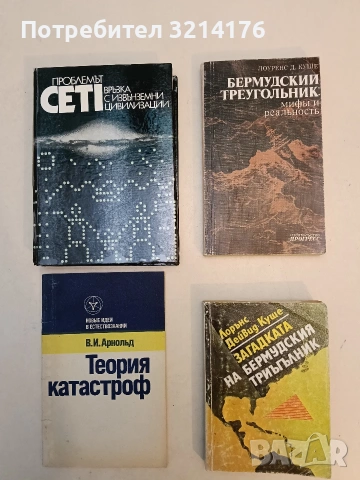 Потребител 3214176
ПРОБЛЕМЪТ
CETI
ВРЪЗКА
С ИЗВЪНЗЕМНИ
ЦИВИЛИЗАЦИИ
ЛОУРЕНС Д. КУШЕ
БЕРМУДСКИЙ
ТРЕУГОЛЬНИК:
мифы и
реальность
ПРОГРЕСС
НОВЫЕ ИДЕИ
В ЕСТЕСТВОЗНАНИИ
В.И. Арнольд
Теория
катастроф
Лорънс
Дейвид Куше
ЗАГАДКАТА
НА БЕРМУДСКИЯ
ТРИЪГЪЛНИК
BAZAR